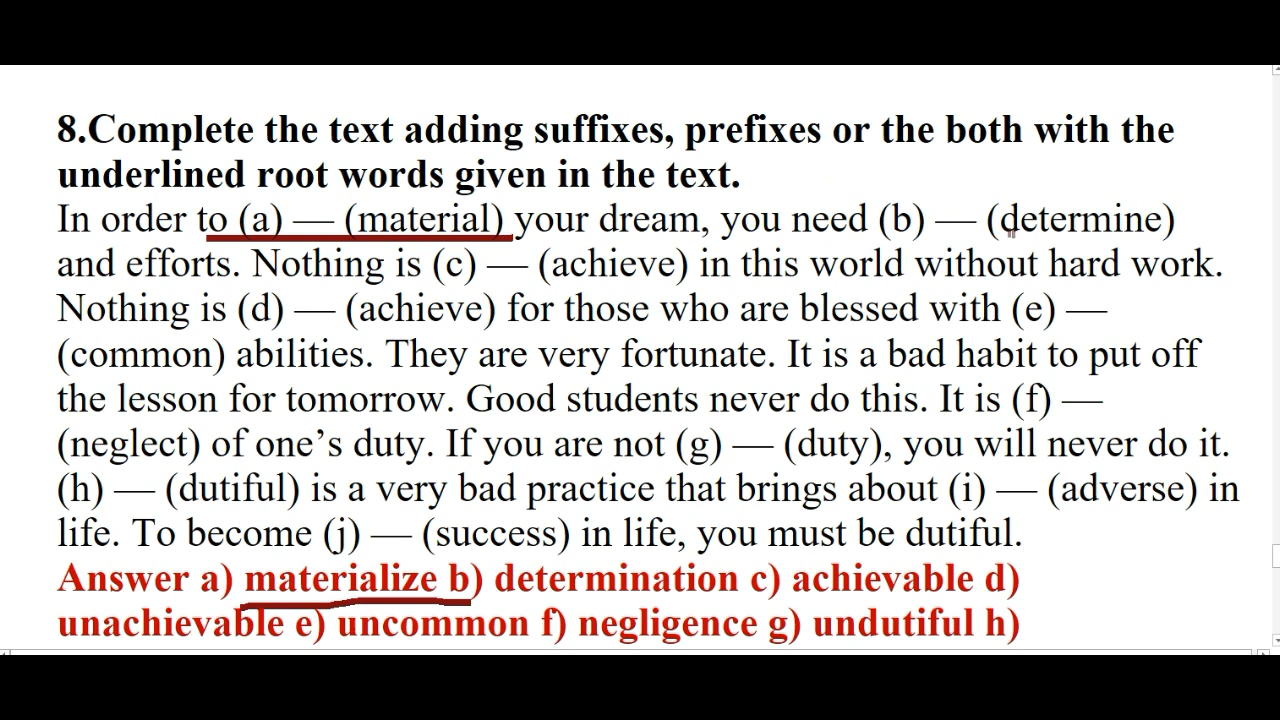 8.Complete the text adding suffixes, prefixes or the both with the
underlined root words given in the text.
In order to (a) — (material) your dream, you need (b) — (determine)
and efforts. Nothing is (c) — (achieve) in this world without hard work.
Nothing is (d) — (achieve) for those who are blessed with (e) —
(common) abilities. They are very fortunate. It is a bad habit to put off
the lesson for tomorrow. Good students never do this. It is (f) —
(neglect) of one’s duty. If you are not (g) — (duty), you will never do it.
(h) — (dutiful) is a very bad practice that brings about (i) — (adverse) in
life. To become (j) — (success) in life, you must be dutiful.
Answer a) materialize b) determination c) achievable d)
unachievable e) uncommon f) negligence g) undutiful h)